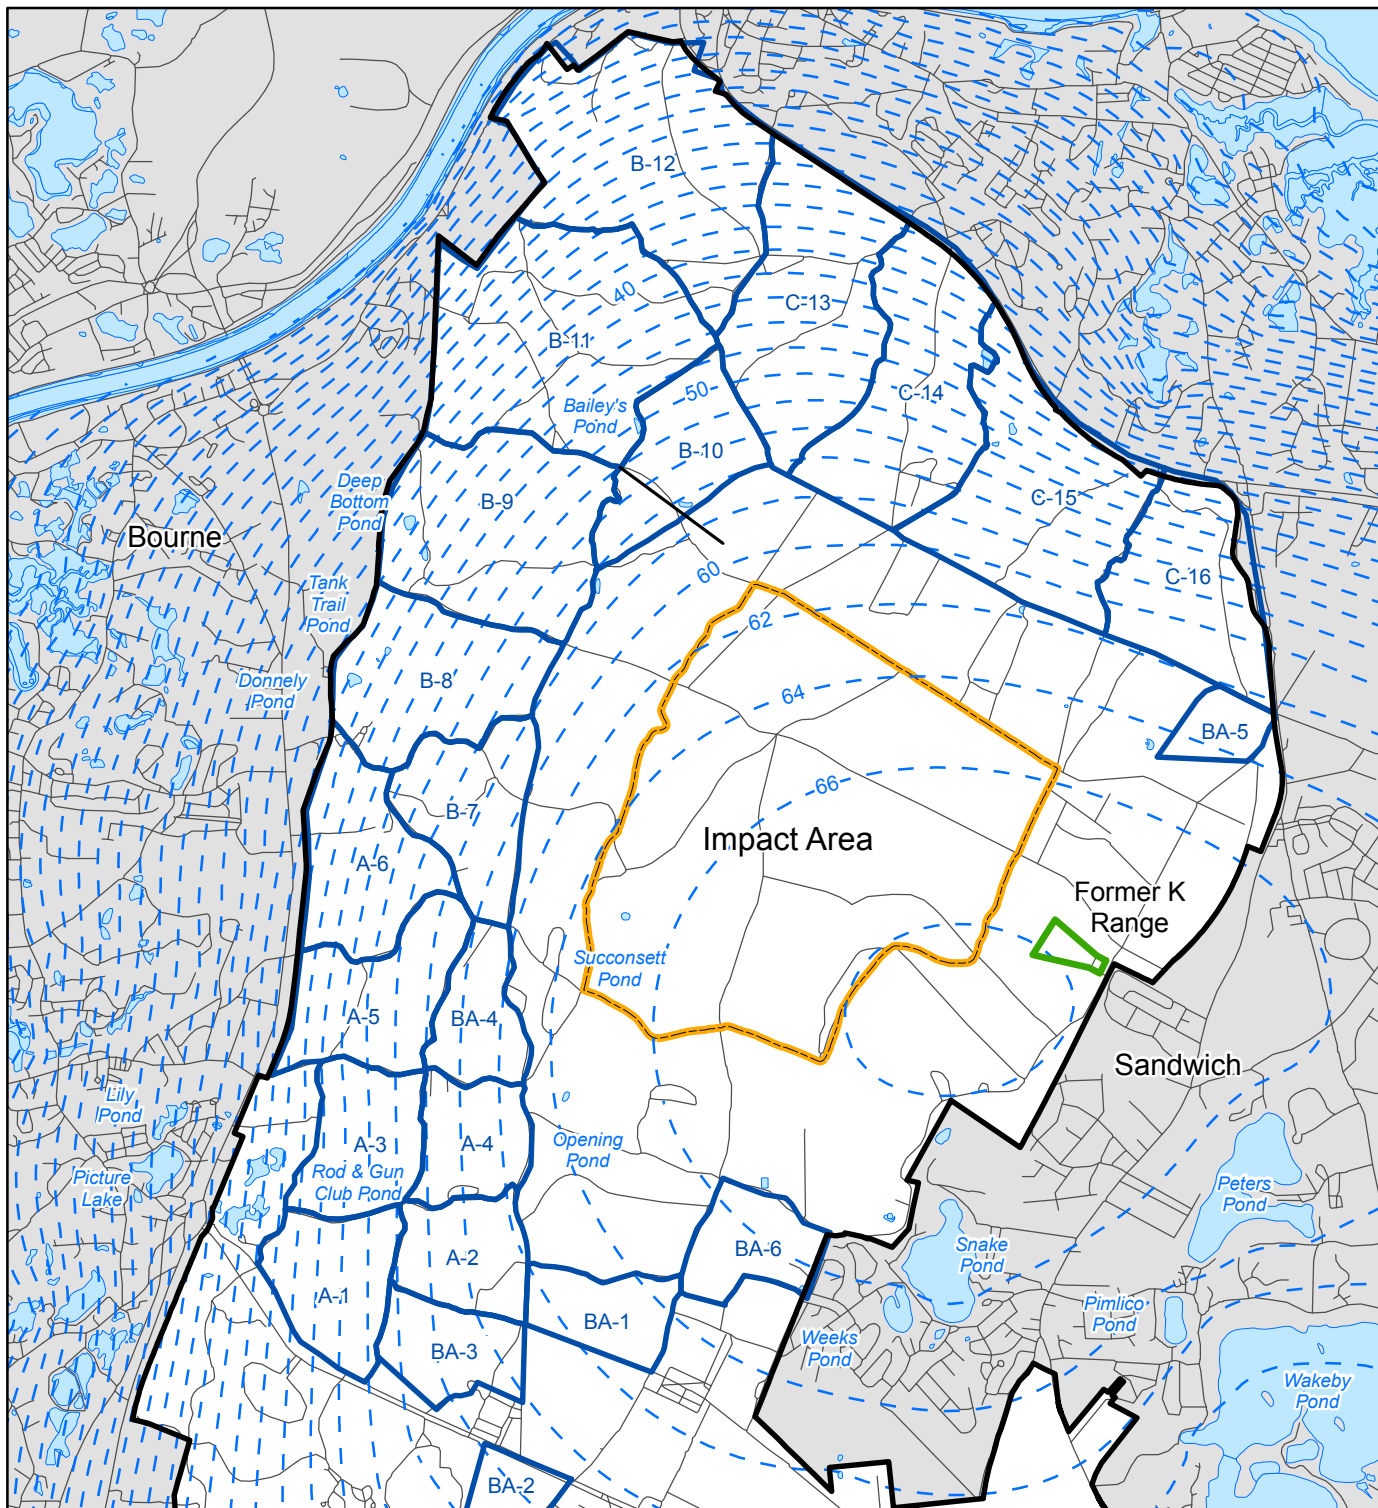 B-12
40
C-13
B-11
50
Bailey's
Pond
C-14
B-10
Deep
Bottom
Pond
B-9
C-15
Bourne
60
C-16
Tank
Trail
Pond
62
Donnely
Pond
B-8
64
BA-5
66
B-7
Impact Area
A-6
Former K
Range
Succonsett
Pond
A-5
BA-4
Sandwich
Lily
Pond
A-3
A-4
Opening
Pond
Rod & Gun
Club Pond
Picture
Lake
Peters
Pond
A-2
BA-6
Snake
Pond
A-1
Pimlico
Pond
BA-1
Weeks
Pond
BA-3
Wakeby
Pond
BA-2